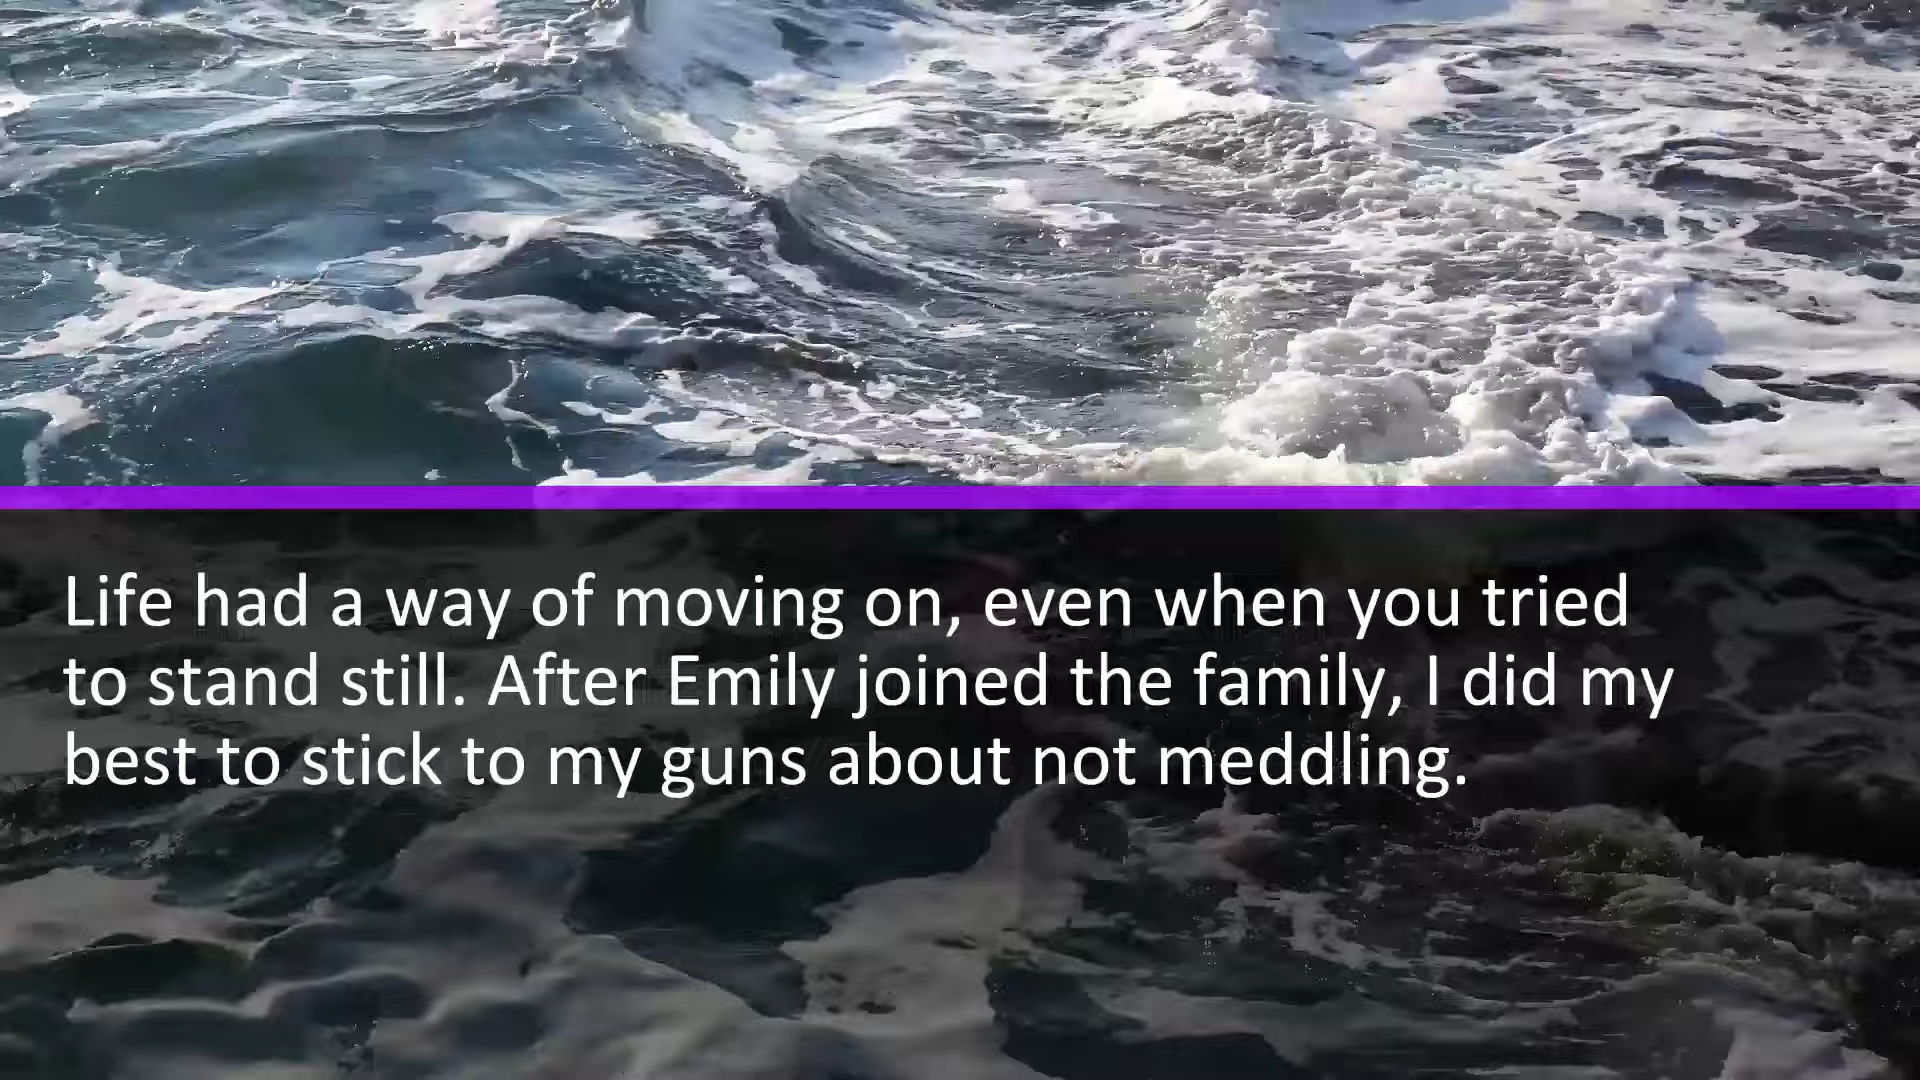 Life had a way of moving on, even when you tried
to stand still. After Emily joined the family, I did my
best to stick to my guns about not meddling.